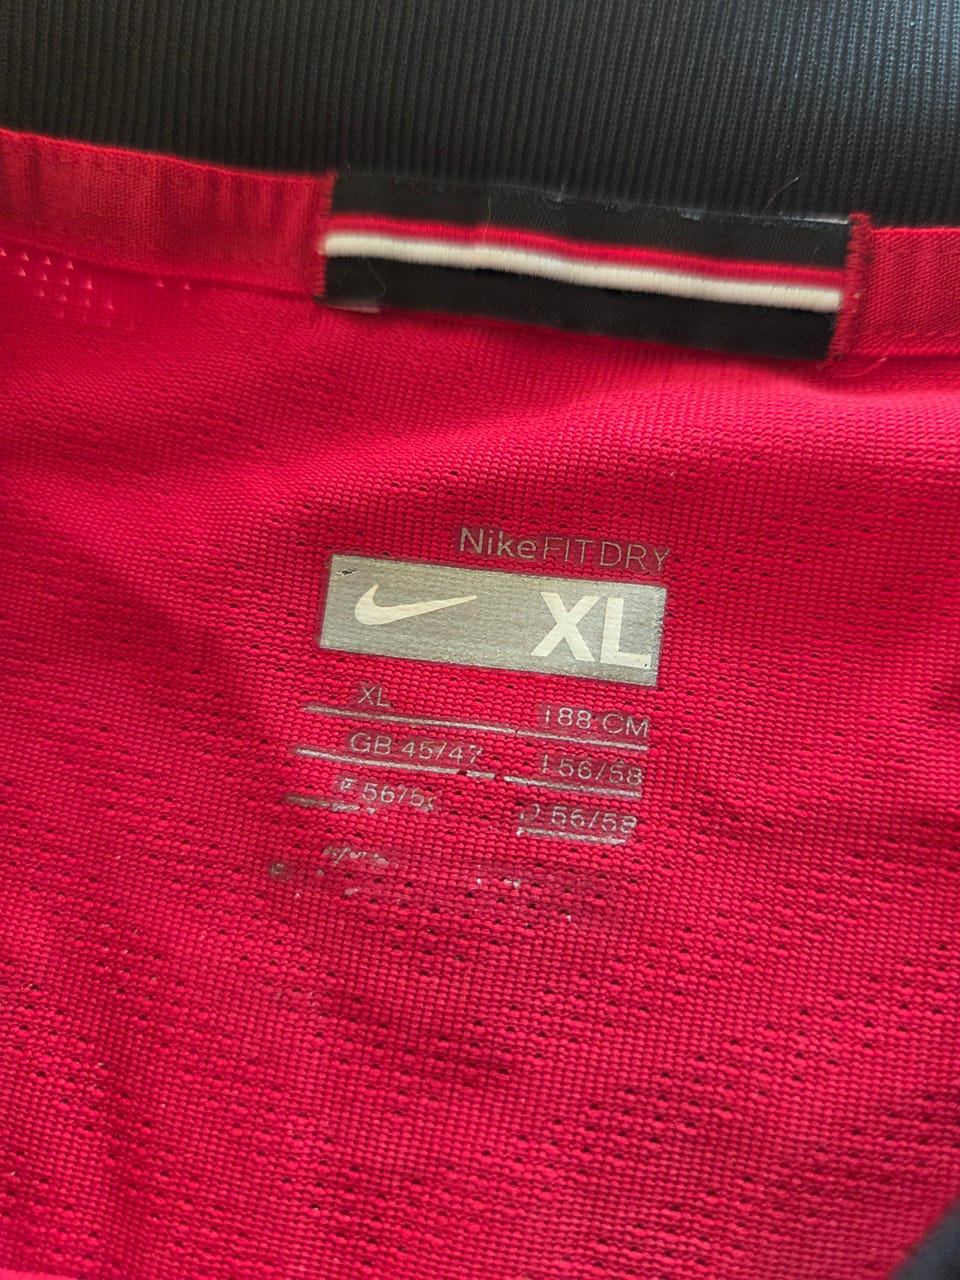 NikeFITDRY
XL
XL 188 CM
GB 45/47 I 56/58
D 56/58